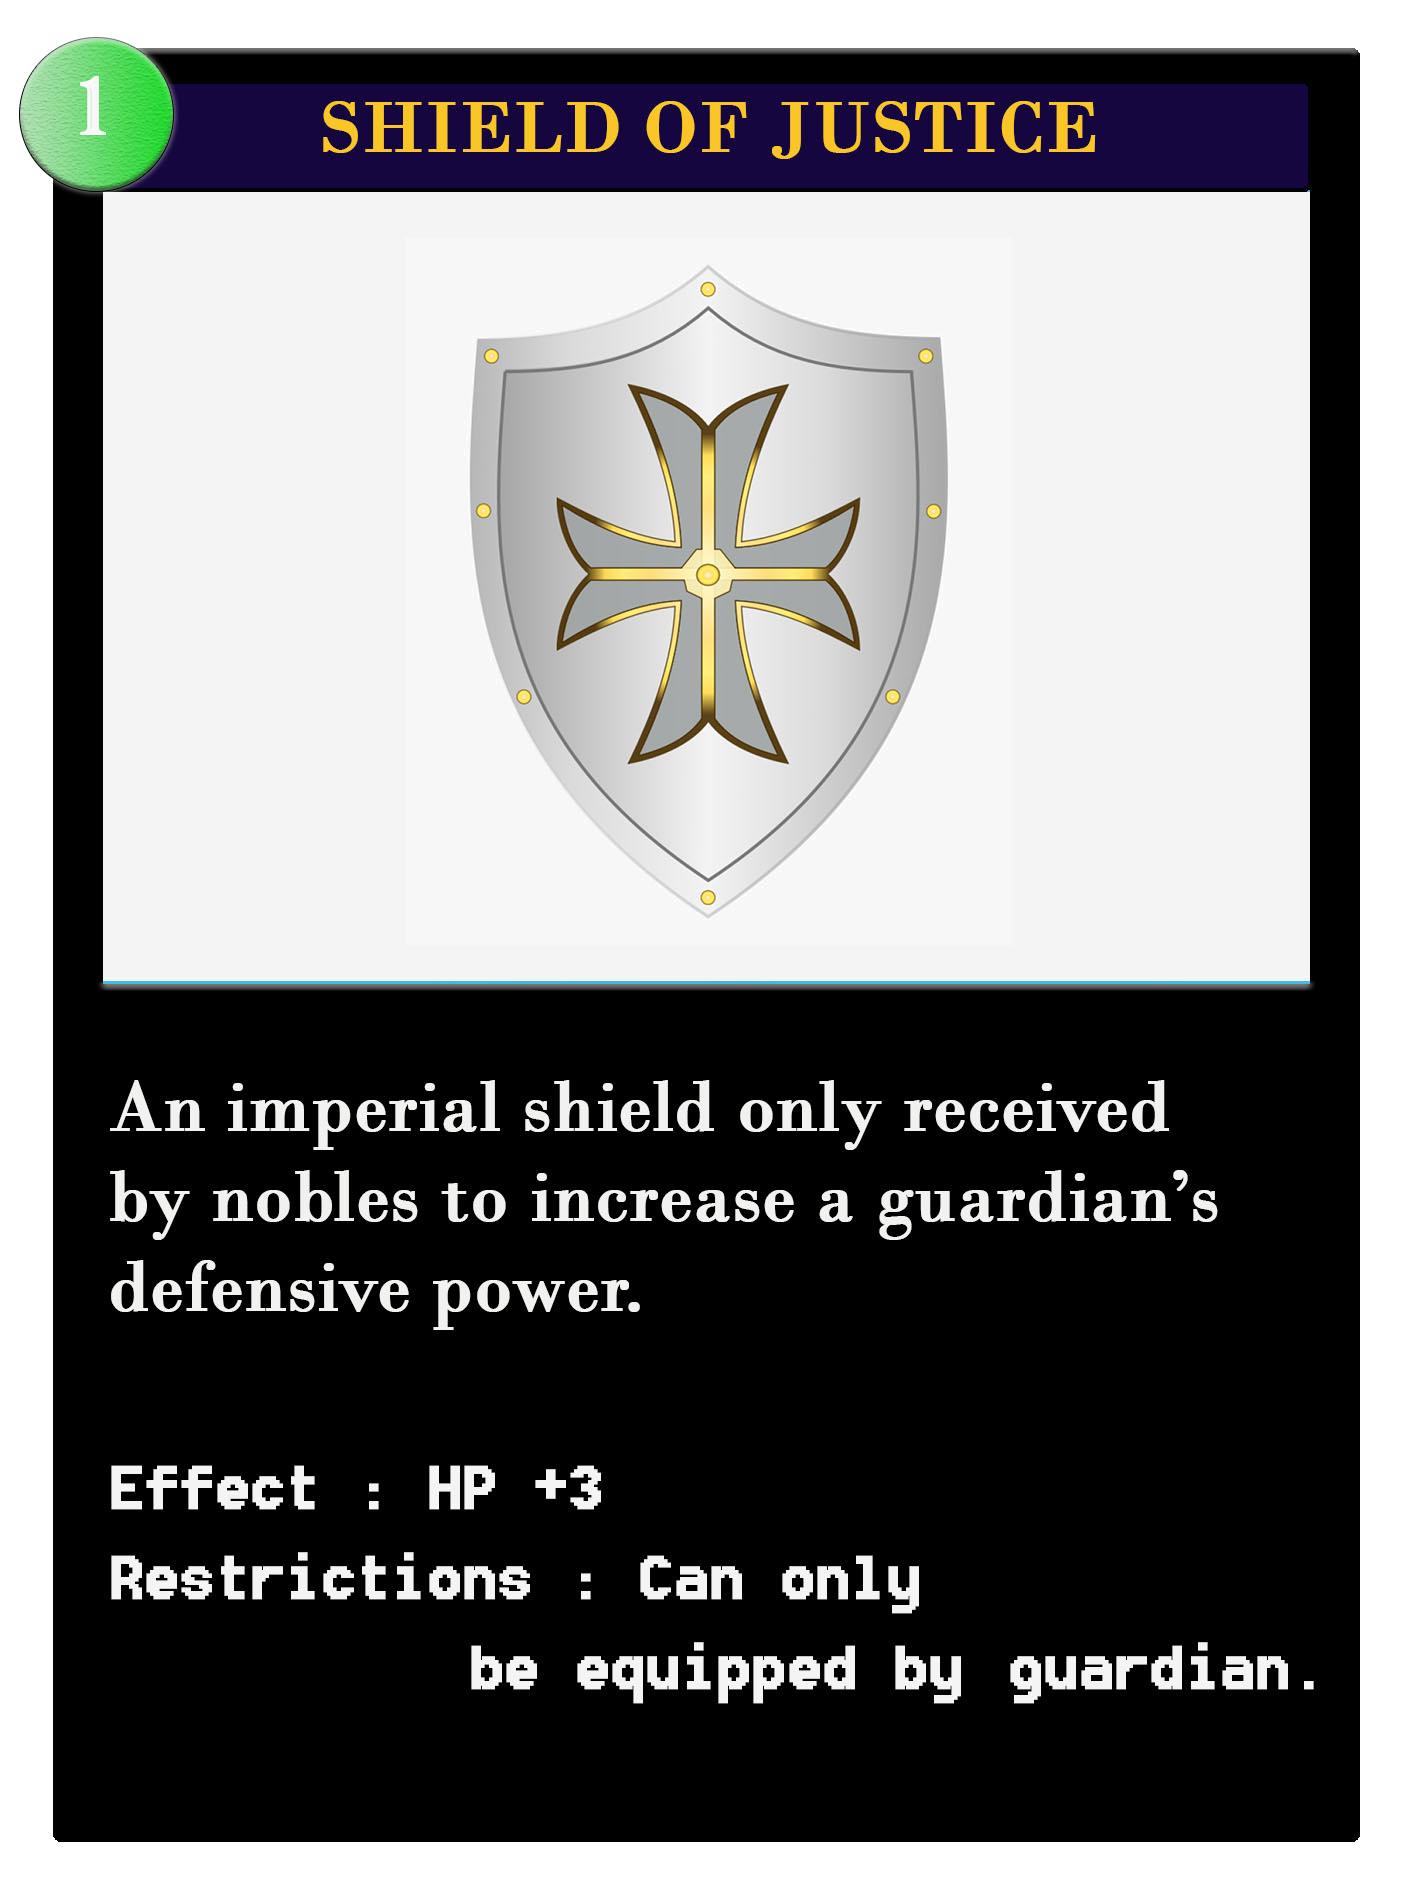 1
SHIELD OF JUSTICE
An imperial shield only received
by nobles to increase a guardian’s
defensive power.
Effect : HP +3
Restrictions : Can only
be equipped by guardian.